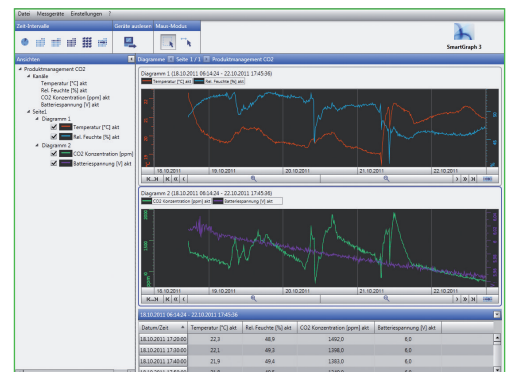 Datei Messgeräte Einstellungen ?
Zeit-Intervalle Geräte auslesen Maus-Modus
SmartGraph 3
Ansichten
Diagramme Seite 1 / 1 Produktmanagement CO2
Produktmanagement CO2
Kanäle
Temperatur [°C] akt
Rel. Feuchte [%] akt
CO2 Konzentration [ppm] akt
Batteriespannung [V] akt
Seite1
Diagramm 1
Temperatur [°C] akt
Rel. Feuchte [%] akt
Diagramm 2
CO2 Konzentration [ppm]
Batteriespannung [V] akt
Diagramm 1 (18.10.2011 06:14:24 - 22.10.2011 17:45:36)
Temperatur [°C] akt Rel. Feuchte [%] akt
18.10.2011 19.10.2011 20.10.2011 21.10.2011 22.10.2011
Diagramm 2 (18.10.2011 06:14:24 - 22.10.2011 17:45:36)
CO2 Konzentration [ppm] akt Batteriespannung [V] akt
2000
1000
ppm 0
18.10.2011 19.10.2011 20.10.2011 21.10.2011 22.10.2011
18.10.2011 06:14:24 - 22.10.2011 17:45:36
Datum/Zeit Temperatur [°C] akt Rel. Feuchte [%] akt CO2 Konzentration [ppm] akt Batteriespannung [V] akt
18.10.2011 17:20:00 22,3 48,9 1492,0 6,0
18.10.2011 17:30:00 22,1 49,3 1398,0 6,0
18.10.2011 17:40:00 21,9 49,4 1383,0 6,0